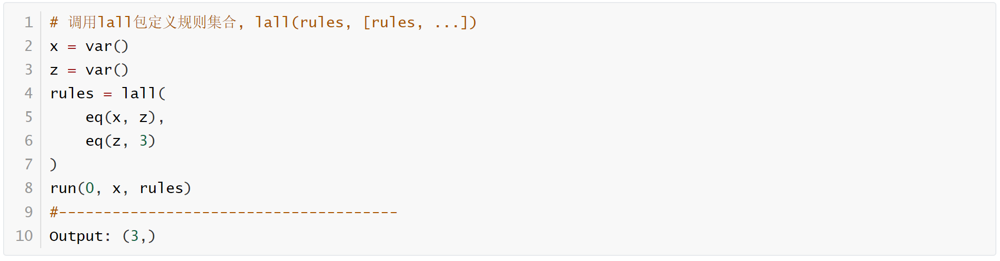 1 # 调用lall包定义规则集合, lall(rules, [rules, ...])
2 x = var()
3 z = var()
4 rules = lall(
5     eq(x, z),
6     eq(z, 3)
7 )
8 run(0, x, rules)
9 #--------------------------------------
10 Output: (3,)